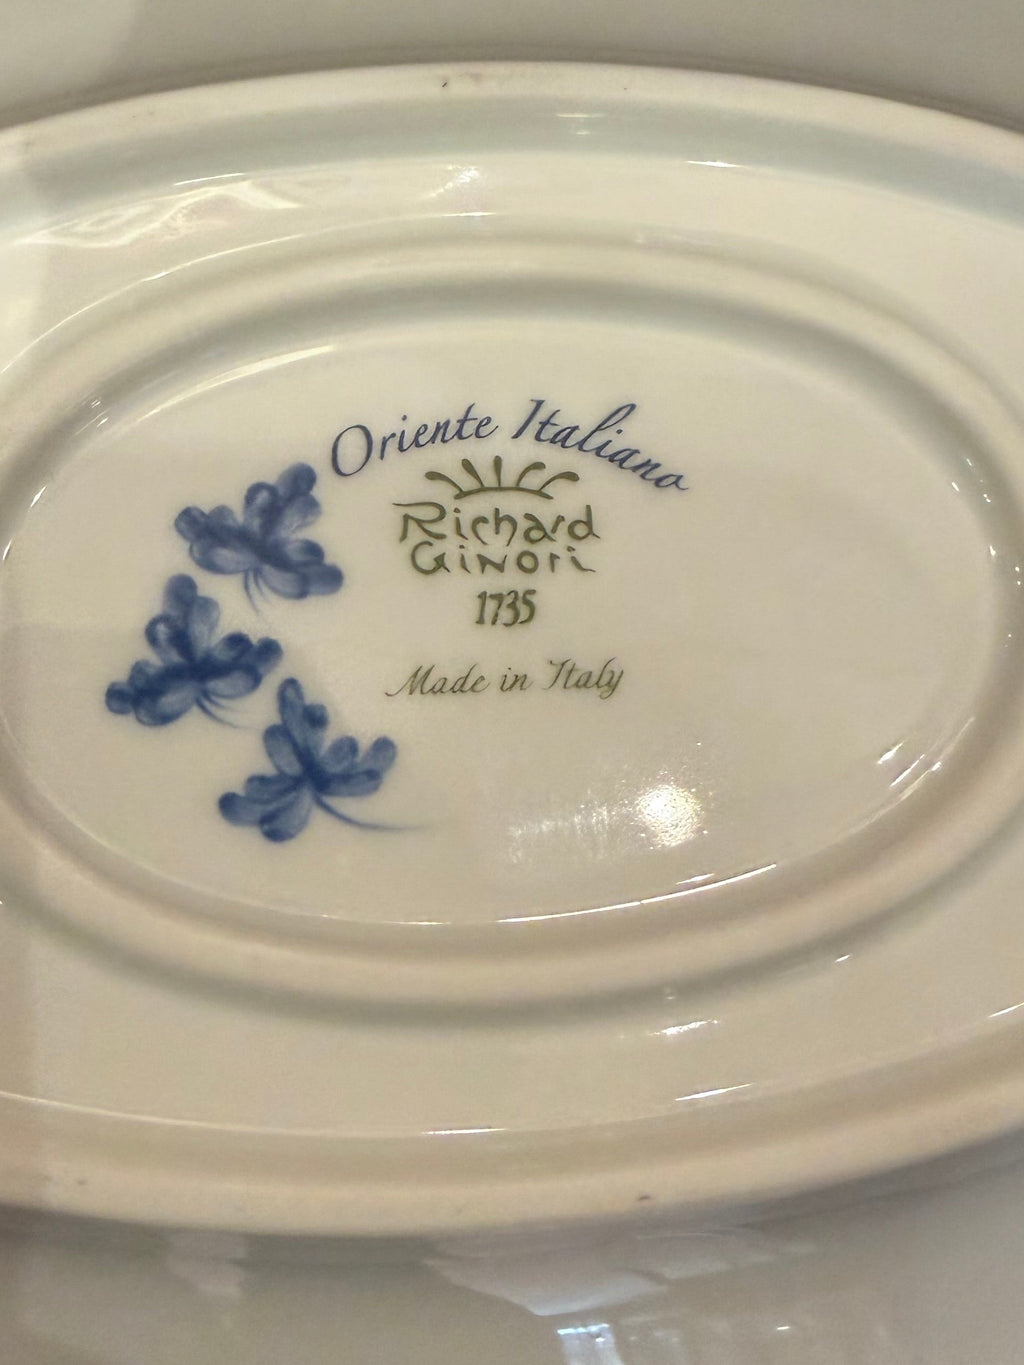 Oriente Italiano
Richard
Ginori
1735
Made in Italy